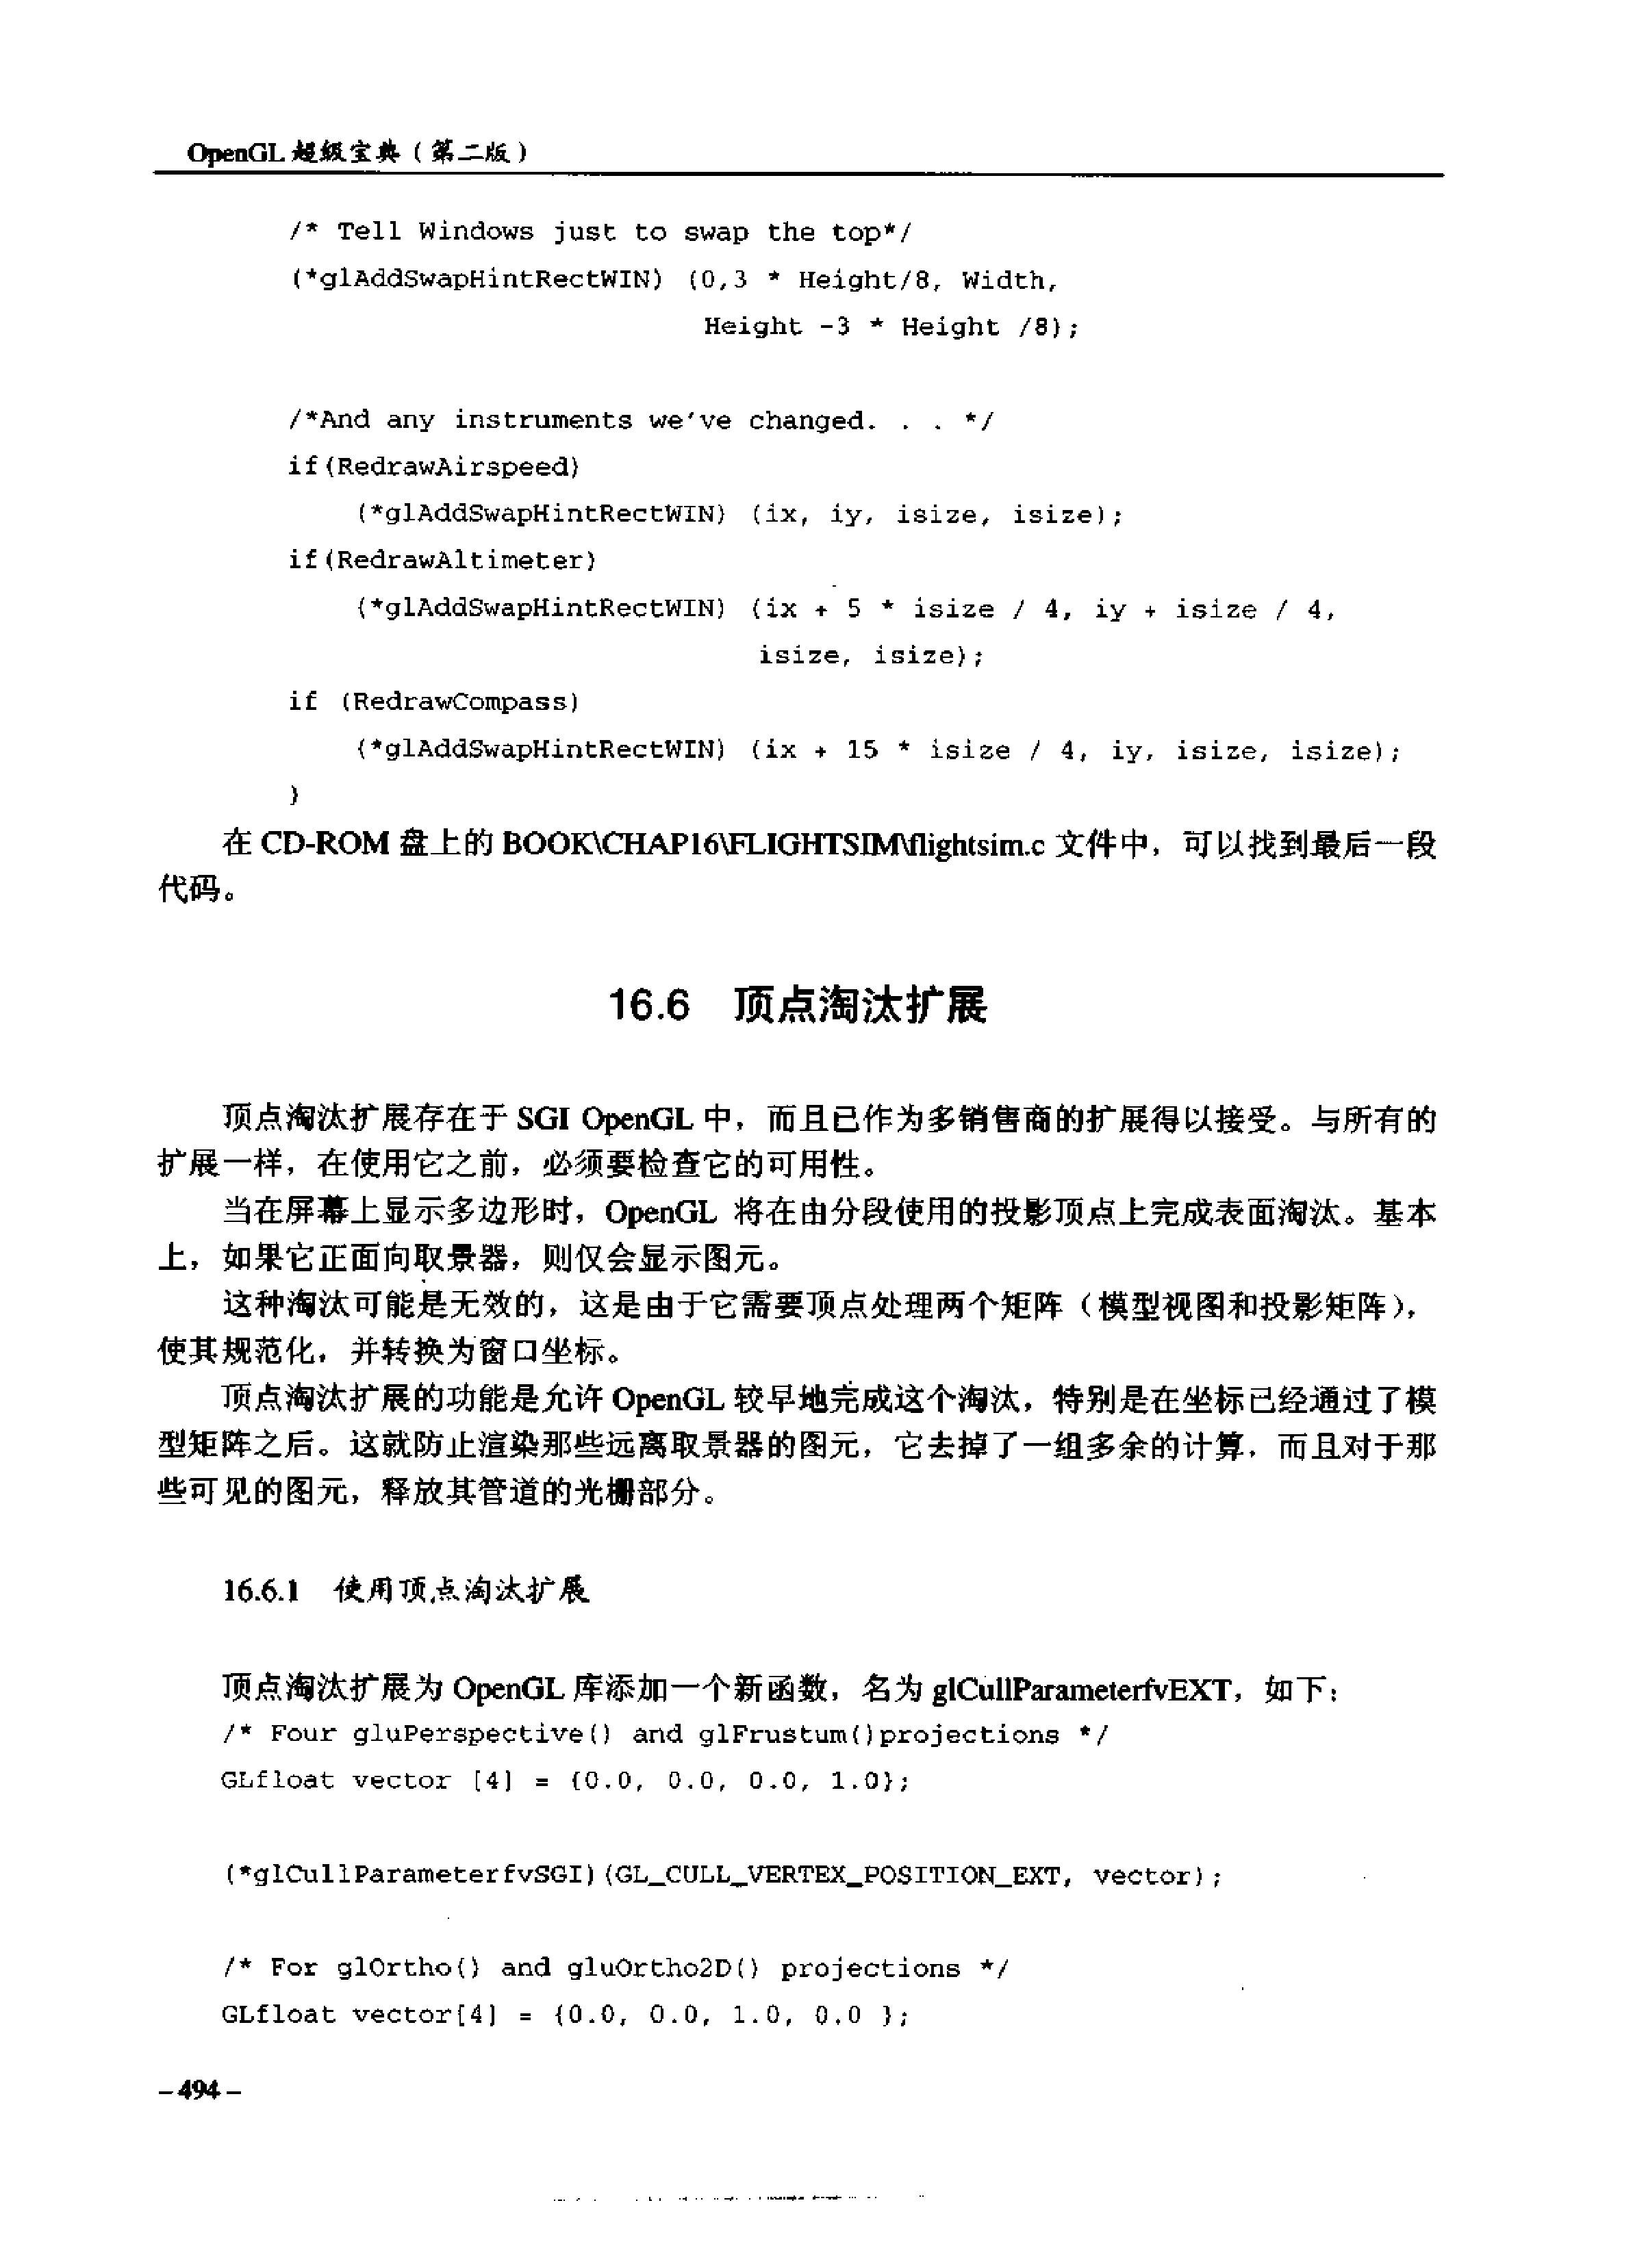 OpenGL 超级宝典（第二版）
/* Tell Windows just to swap the top*/
(*glAddSwapHintRectWIN) (0,3 * Height/8, Width,
Height -3 * Height /8);
/*And any instruments we've changed. . . */
if(RedrawAirspeed)
(*glAddSwapHintRectWIN) (ix, iy, isize, isize);
if(RedrawAltimeter)
(*glAddSwapHintRectWIN) (ix + 5 * isize / 4, iy + isize / 4,
isize, isize);
if (RedrawCompass)
(*glAddSwapHintRectWIN) (ix + 15 * isize / 4, iy, isize, isize);
}
在 CD-ROM 盘上的 BOOK\CHAP16\FLIGHTSIM\flightsim.c 文件中，可以找到最后一段
代码。
16.6 顶点淘汰扩展
顶点淘汰扩展存在于 SGI OpenGL 中，而且已作为多销售商的扩展得以接受。与所有的
扩展一样，在使用它之前，必须要检查它的可用性。
当在屏幕上显示多边形时，OpenGL 将在由分段使用的投影顶点上完成表面淘汰。基本
上，如果它正面向取景器，则仅会显示图元。
这种淘汰可能是无效的，这是由于它需要顶点处理两个矩阵（模型视图和投影矩阵），
使其规范化，并转换为窗口坐标。
顶点淘汰扩展的功能是允许 OpenGL 较早地完成这个淘汰，特别是在坐标已经通过了模
型矩阵之后。这就防止渲染那些远离取景器的图元，它去掉了一组多余的计算，而且对于那
些可见的图元，释放其管道的光栅部分。
16.6.1 使用顶点淘汰扩展
顶点淘汰扩展为 OpenGL 库添加一个新函数，名为 glCullParameterfvEXT，如下：
/* Four gluPerspective() and glFrustum()projections */
GLfloat vector [4] = {0.0, 0.0, 0.0, 1.0};
(*glCullParameterfvSGI)(GL_CULL_VERTEX_POSITION_EXT, vector);
/* For glOrtho() and gluOrtho2D() projections */
GLfloat vector[4] = {0.0, 0.0, 1.0, 0.0 };
– 494 –